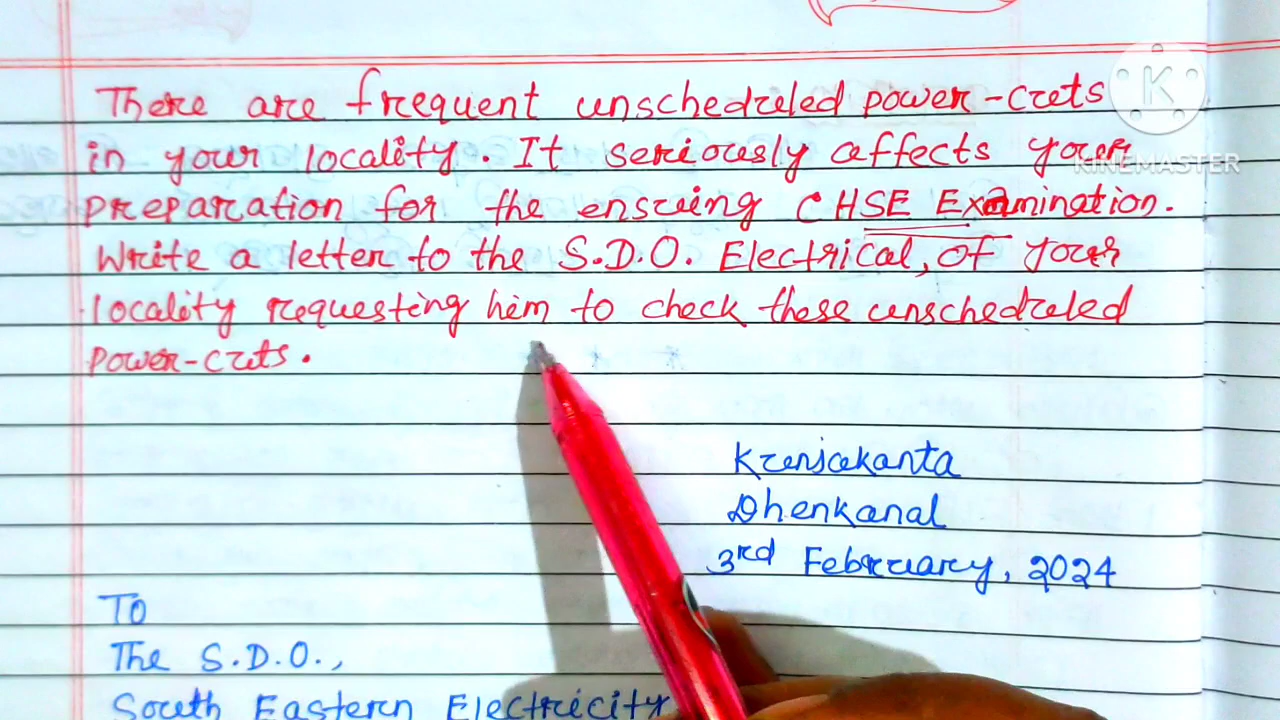 There are frequent unscheduled power-cuts
in your locality. It seriously affects your
preparation for the ensuing CHSE Examination.
Write a letter to the S.D.O. Electrical, of your
locality requesting him to check these unscheduled
power-cuts.
Kunjakanta
Dhenkanal
3rd February, 2024
To
The S.D.O.,
South Eastern Electricity
K
KINEMASTER